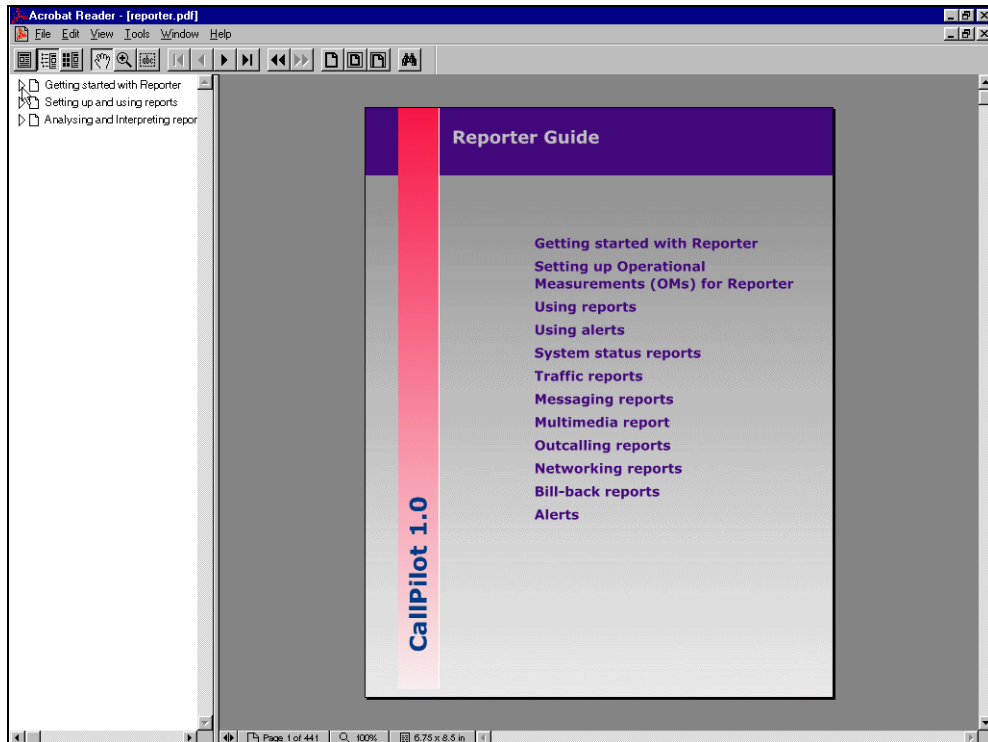 Acrobat Reader - [reporter.pdf]
File Edit View Tools Window Help
abc
Getting started with Reporter
Setting up and using reports
Analysing and Interpreting repor
Reporter Guide
Getting started with Reporter
Setting up Operational
Measurements (OMs) for Reporter
Using reports
Using alerts
System status reports
Traffic reports
Messaging reports
Multimedia report
Outcalling reports
Networking reports
Bill-back reports
Alerts
CallPilot 1.0
Page 1 of 441 100% 6.75 x 8.5 in